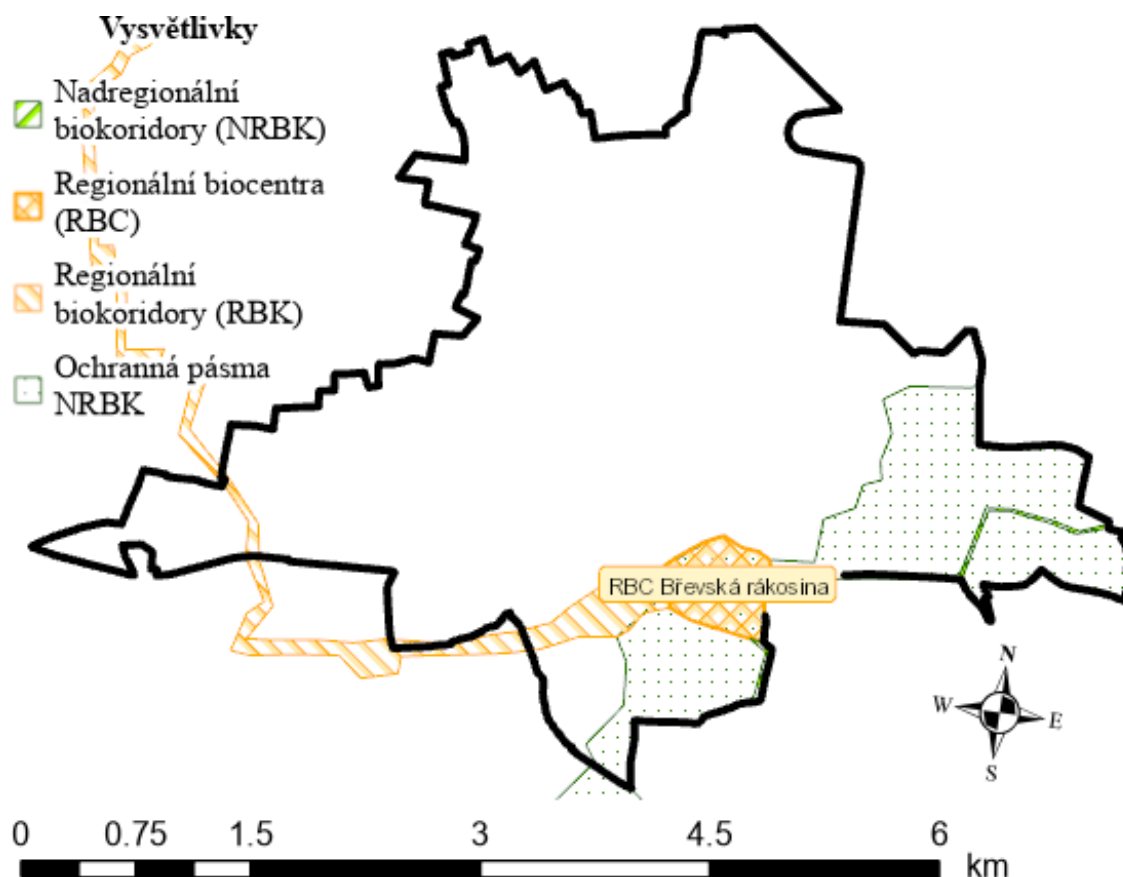 Vysvětlivky
Nadregionální
biokoridory (NRBK)
Regionální biocentra
(RBC)
Regionální
biokoridory (RBK)
Ochranná pásma
NRBK
RBC Břevská rákosina
N
W
E
S
0 0.75 1.5 3 4.5 6
km